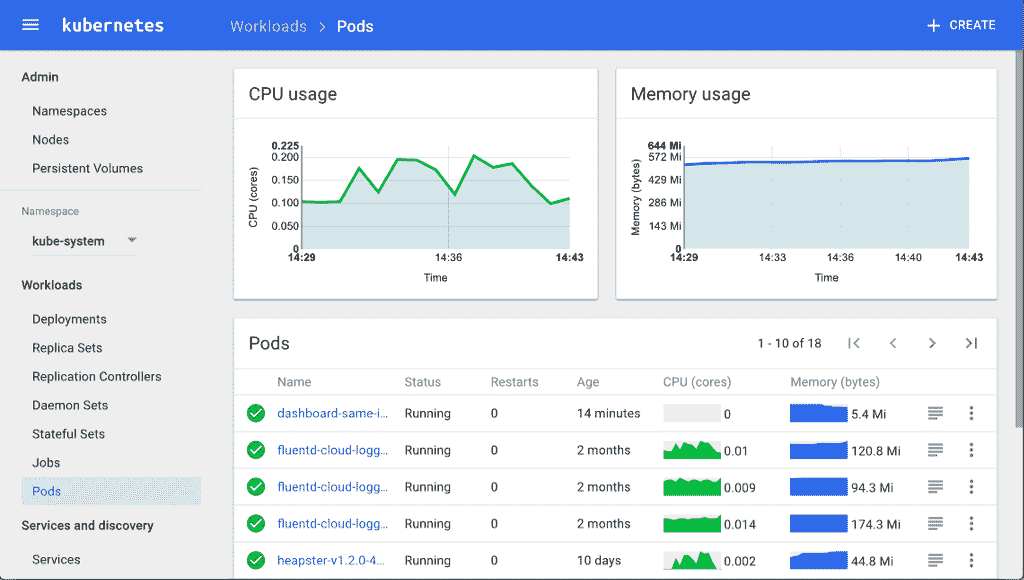 kubernetes
Workloads > Pods
+ CREATE
Admin
Namespaces
Nodes
Persistent Volumes
Namespace
kube-system
Workloads
Deployments
Replica Sets
Replication Controllers
Daemon Sets
Stateful Sets
Jobs
Pods
Services and discovery
Services
CPU usage
CPU (cores)
0.225
0.200
0.150
0.100
0.050
0
14:29 14:36 14:43
Time
Memory usage
Memory (bytes)
644 Mi
572 Mi
429 Mi
286 Mi
143 Mi
0
14:29 14:33 14:36 14:40 14:43
Time
Pods
1 - 10 of 18
Name Status Restarts Age CPU (cores) Memory (bytes)
dashboard-same-i... Running 0 14 minutes 0 5.4 Mi
fluentd-cloud-logg... Running 0 2 months 0.01 120.8 Mi
fluentd-cloud-logg... Running 0 2 months 0.009 94.3 Mi
fluentd-cloud-logg... Running 0 2 months 0.014 174.3 Mi
heapster-v1.2.0-4... Running 0 10 days 0.002 44.8 Mi